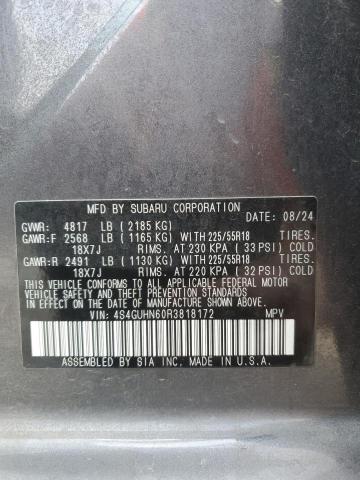 MFD. BY SUBARU CORPORATION
DATE: 08/24
GVWR: 4817 LB (2185 KG)
GAWR:F 2568 LB (1165 KG) WITH 225/55R18 TIRES.
18X7J RIMS. AT 230 KPA (33 PSI) COLD
GAWR:R 2491 LB (1130 KG) WITH 225/55R18 TIRES.
18X7J RIMS. AT 220 KPA (32 PSI) COLD
THIS VEHICLE CONFORMS TO ALL APPLICABLE FEDERAL MOTOR
VEHICLE SAFETY AND THEFT PREVENTION STANDARDS
IN EFFECT ON THE DATE OF MANUFACTURE SHOWN ABOVE.
VIN: 4S4GUHN60R3818172 MPV
ASSEMBLED BY SIA INC. MADE IN U.S.A.